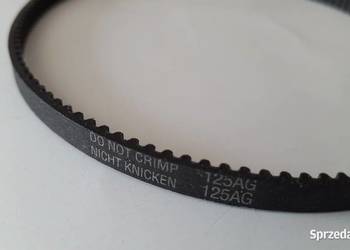 DO NOT CRIMP 125AG
- NICHT KNICKEN 125AG
Sprzeda